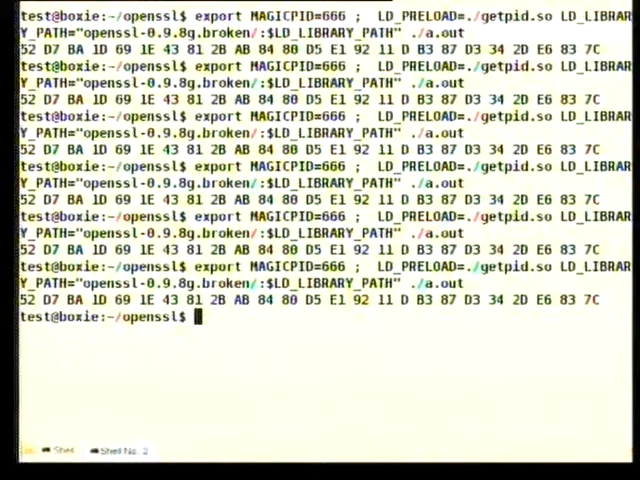 test@boxie:~/openssl$ export MAGICPID=666 ;  LD_PRELOAD=./getpid.so LD_LIBRAR
Y_PATH="openssl-0.9.8g.broken/:$LD_LIBRARY_PATH" ./a.out
52 D7 BA 1D 69 1E 43 81 2B AB 84 80 D5 E1 92 11 D B3 87 D3 34 2D E6 83 7C
test@boxie:~/openssl$ export MAGICPID=666 ;  LD_PRELOAD=./getpid.so LD_LIBRAR
Y_PATH="openssl-0.9.8g.broken/:$LD_LIBRARY_PATH" ./a.out
52 D7 BA 1D 69 1E 43 81 2B AB 84 80 D5 E1 92 11 D B3 87 D3 34 2D E6 83 7C
test@boxie:~/openssl$ export MAGICPID=666 ;  LD_PRELOAD=./getpid.so LD_LIBRAR
Y_PATH="openssl-0.9.8g.broken/:$LD_LIBRARY_PATH" ./a.out
52 D7 BA 1D 69 1E 43 81 2B AB 84 80 D5 E1 92 11 D B3 87 D3 34 2D E6 83 7C
test@boxie:~/openssl$ export MAGICPID=666 ;  LD_PRELOAD=./getpid.so LD_LIBRAR
Y_PATH="openssl-0.9.8g.broken/:$LD_LIBRARY_PATH" ./a.out
52 D7 BA 1D 69 1E 43 81 2B AB 84 80 D5 E1 92 11 D B3 87 D3 34 2D E6 83 7C
test@boxie:~/openssl$ export MAGICPID=666 ;  LD_PRELOAD=./getpid.so LD_LIBRAR
Y_PATH="openssl-0.9.8g.broken/:$LD_LIBRARY_PATH" ./a.out
52 D7 BA 1D 69 1E 43 81 2B AB 84 80 D5 E1 92 11 D B3 87 D3 34 2D E6 83 7C
test@boxie:~/openssl$ export MAGICPID=666 ;  LD_PRELOAD=./getpid.so LD_LIBRAR
Y_PATH="openssl-0.9.8g.broken/:$LD_LIBRARY_PATH" ./a.out
52 D7 BA 1D 69 1E 43 81 2B AB 84 80 D5 E1 92 11 D B3 87 D3 34 2D E6 83 7C
test@boxie:~/openssl$
Shell Shell No. 2